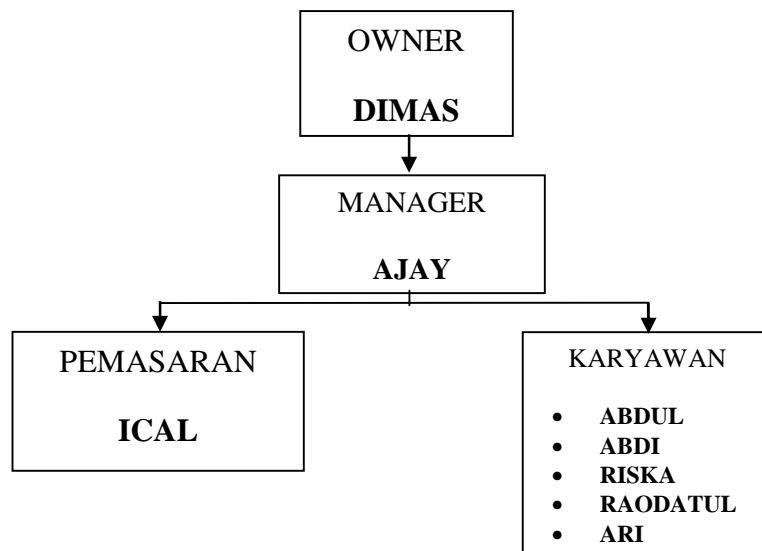 OWNER
DIMAS
MANAGER
AJAY
PEMASARAN
ICAL
KARYAWAN
• ABDUL
• ABDI
• RISKA
• RAODATUL
• ARI